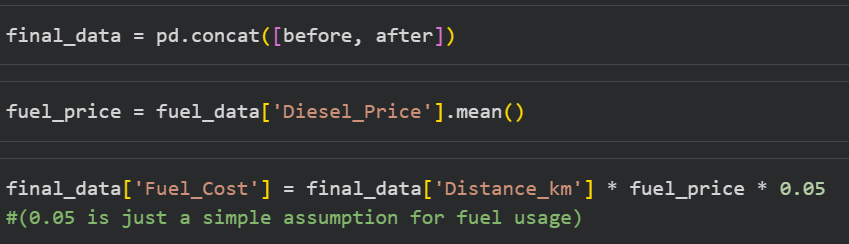 final_data = pd.concat([before, after])
fuel_price = fuel_data['Diesel_Price'].mean()
final_data['Fuel_Cost'] = final_data['Distance_km'] * fuel_price * 0.05
#(0.05 is just a simple assumption for fuel usage)